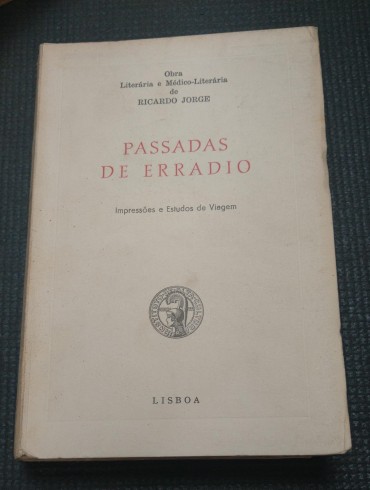 Obra
Literária e Médico-Literária
de
RICARDO JORGE
PASSADAS
DE ERRADIO
Impressões e Estudos de Viagem
LISBOA